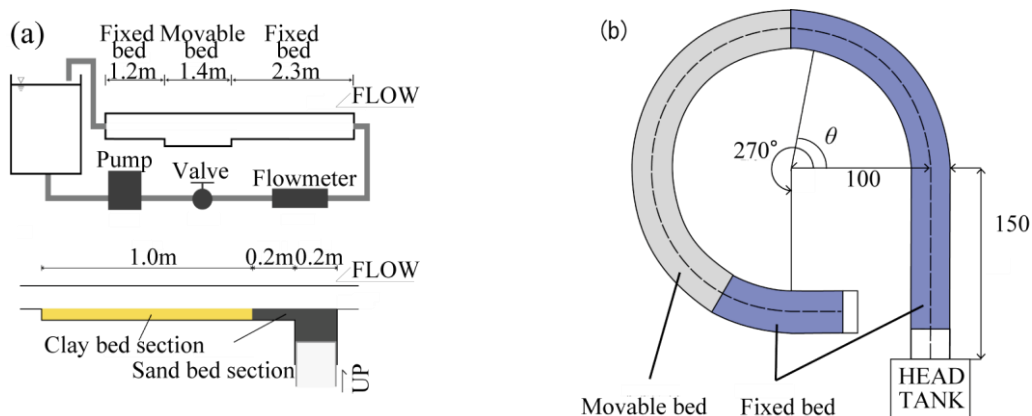 (a)
Fixed Movable Fixed
bed bed bed
1.2m 1.4m 2.3m
FLOW
Pump
Valve
Flowmeter
1.0m 0.2m 0.2m
FLOW
Clay bed section
Sand bed section
UP
(b)
270°
θ
100
150
HEAD
TANK
Movable bed Fixed bed